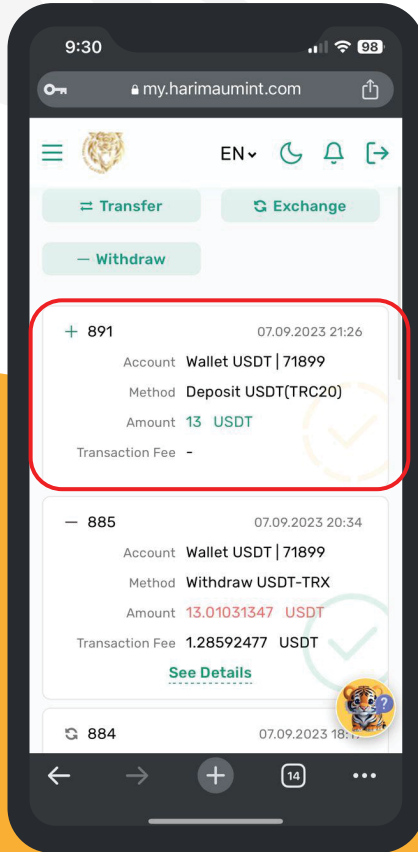 9:30
98
my.harimaumint.com
EN
Transfer
Exchange
Withdraw
891 07.09.2023 21:26
Account Wallet USDT | 71899
Method Deposit USDT(TRC20)
Amount 13 USDT
Transaction Fee -
885 07.09.2023 20:34
Account Wallet USDT | 71899
Method Withdraw USDT-TRX
Amount 13.01031347 USDT
Transaction Fee 1.28592477 USDT
See Details
?
884 07.09.2023
14